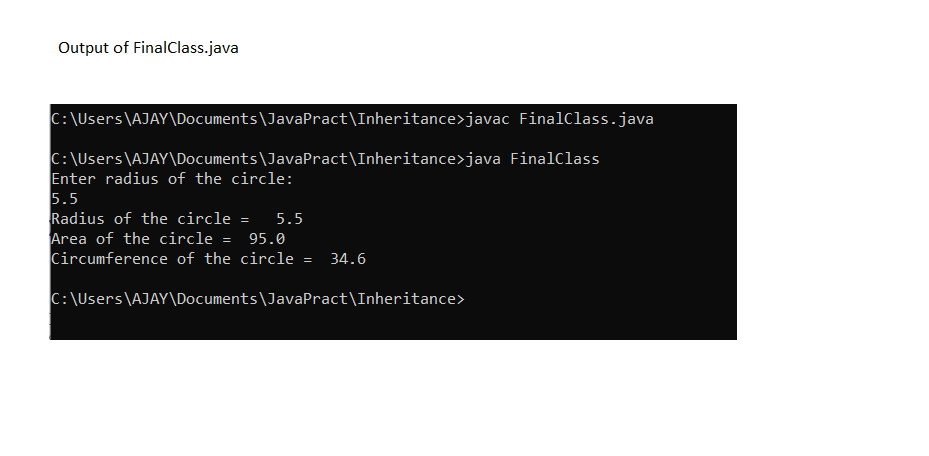 Output of FinalClass.java
C:\Users\AJAY\Documents\JavaPract\Inheritance>javac FinalClass.java
C:\Users\AJAY\Documents\JavaPract\Inheritance>java FinalClass
Enter radius of the circle:
5.5
Radius of the circle =   5.5
Area of the circle =  95.0
Circumference of the circle =  34.6
C:\Users\AJAY\Documents\JavaPract\Inheritance>